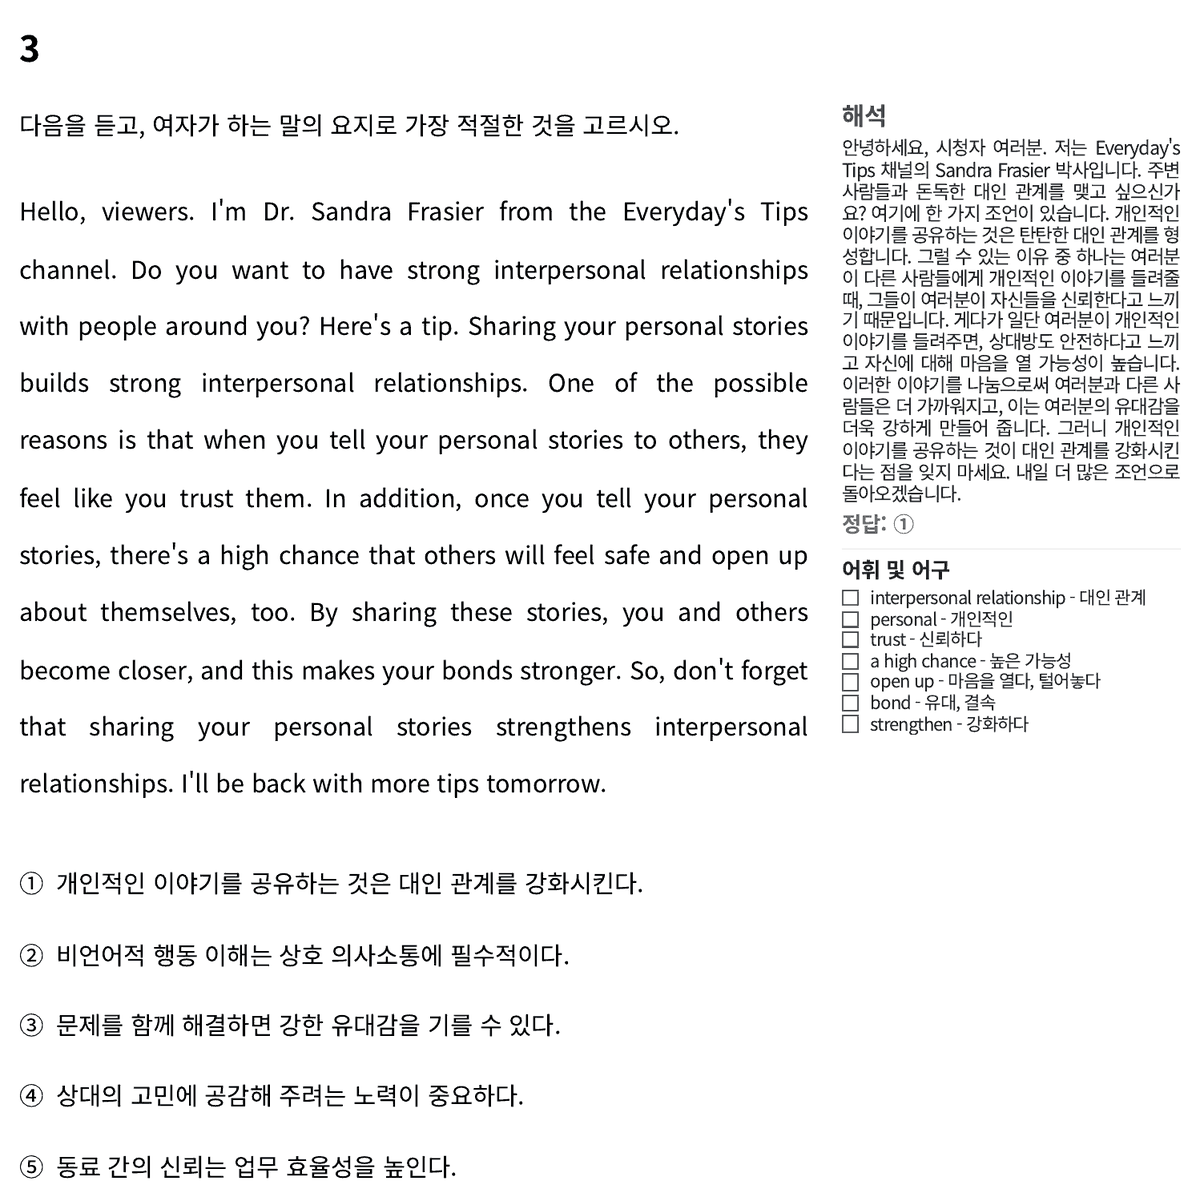 3
다음을 듣고, 여자가 하는 말의 요지로 가장 적절한 것을 고르시오.
Hello, viewers. I'm Dr. Sandra Frasier from the Everyday's Tips
channel. Do you want to have strong interpersonal relationships
with people around you? Here's a tip. Sharing your personal stories
builds strong interpersonal relationships. One of the possible
reasons is that when you tell your personal stories to others, they
feel like you trust them. In addition, once you tell your personal
stories, there's a high chance that others will feel safe and open up
about themselves, too. By sharing these stories, you and others
become closer, and this makes your bonds stronger. So, don't forget
that sharing your personal stories strengthens interpersonal
relationships. I'll be back with more tips tomorrow.
① 개인적인 이야기를 공유하는 것은 대인 관계를 강화시킨다.
② 비언어적 행동 이해는 상호 의사소통에 필수적이다.
③ 문제를 함께 해결하면 강한 유대감을 기를 수 있다.
④ 상대의 고민에 공감해 주려는 노력이 중요하다.
⑤ 동료 간의 신뢰는 업무 효율성을 높인다.
해석
안녕하세요, 시청자 여러분. 저는 Everyday's
Tips 채널의 Sandra Frasier 박사입니다. 주변
사람들과 돈독한 대인 관계를 맺고 싶으신가
요? 여기에 한 가지 조언이 있습니다. 개인적인
이야기를 공유하는 것은 탄탄한 대인 관계를 형
성합니다. 그럴 수 있는 이유 중 하나는 여러분
이 다른 사람들에게 개인적인 이야기를 들려줄
때, 그들이 여러분이 자신들을 신뢰한다고 느끼
기 때문입니다. 게다가 일단 여러분이 개인적인
이야기를 들려주면, 상대방도 안전하다고 느끼
고 자신에 대해 마음을 열 가능성이 높습니다.
이러한 이야기를 나눔으로써 여러분과 다른 사
람들은 더 가까워지고, 이는 여러분의 유대감을
더욱 강하게 만들어 줍니다. 그러니 개인적인
이야기를 공유하는 것이 대인 관계를 강화시킨
다는 점을 잊지 마세요. 내일 더 많은 조언으로
돌아오겠습니다.
정답: ①
어휘 및 어구
□ interpersonal relationship - 대인 관계
□ personal - 개인적인
□ trust - 신뢰하다
□ a high chance - 높은 가능성
□ open up - 마음을 열다, 털어놓다
□ bond - 유대, 결속
□ strengthen - 강화하다